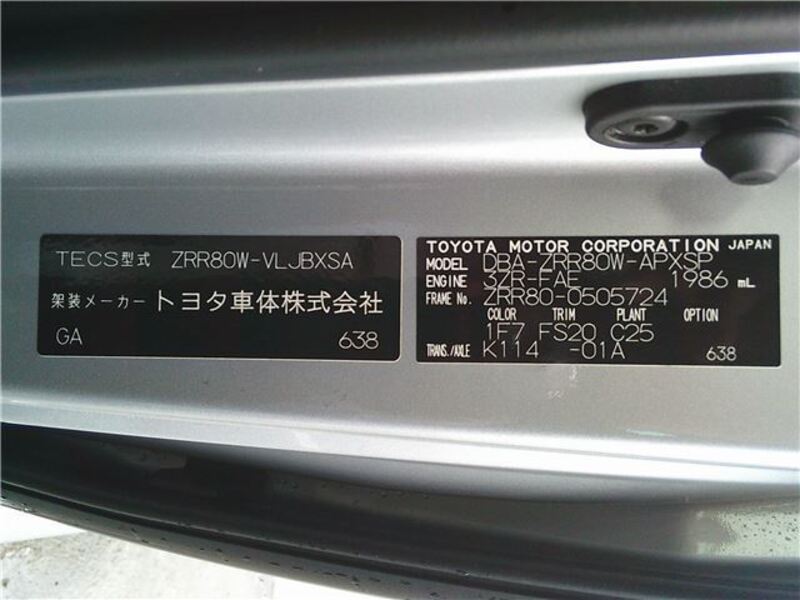 TECS型式 ZRR80W-VLJBXSA
架装メーカー トヨタ車体株式会社
GA 638
TOYOTA MOTOR CORPORATION JAPAN
MODEL DBA-ZRR80W-APXSP
ENGINE 3ZR-FAE 1986 mL
FRAME No. ZRR80-0505724
COLOR TRIM PLANT OPTION
1F7 FS20 C25
TRANS./AXLE K114 -01A 638